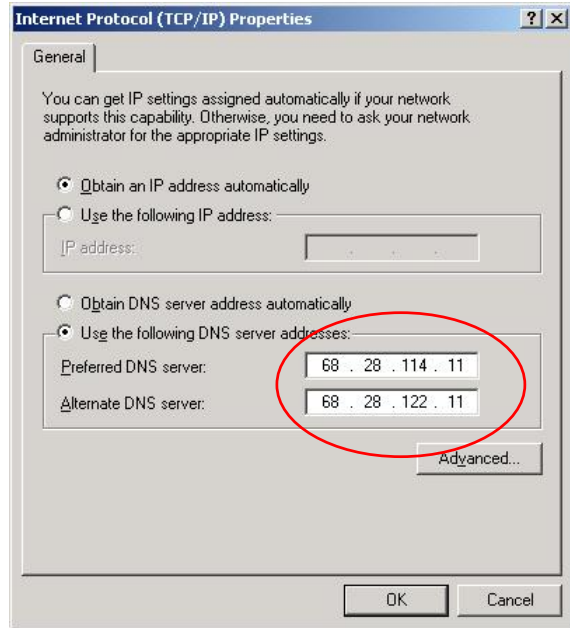 Internet Protocol (TCP/IP) Properties
General
You can get IP settings assigned automatically if your network
supports this capability. Otherwise, you need to ask your network
administrator for the appropriate IP settings.
Obtain an IP address automatically
Use the following IP address:
IP address: . . .
Obtain DNS server address automatically
Use the following DNS server addresses:
Preferred DNS server: 68 . 28 . 114 . 11
Alternate DNS server: 68 . 28 . 122 . 11
Advanced...
OK Cancel